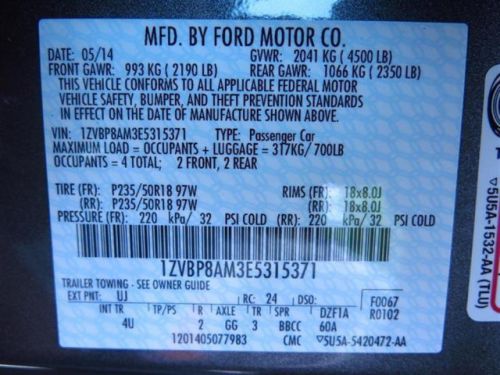 MFD. BY FORD MOTOR CO.
DATE: 05/14 GVWR: 2041 KG ( 4500 LB)
FRONT GAWR: 993 KG ( 2190 LB) REAR GAWR: 1066 KG ( 2350 LB)
THIS VEHICLE CONFORMS TO ALL APPLICABLE FEDERAL MOTOR
VEHICLE SAFETY, BUMPER, AND THEFT PREVENTION STANDARDS
IN EFFECT ON THE DATE OF MANUFACTURE SHOWN ABOVE.
VIN: 1ZVBP8AM3E5315371 TYPE: Passenger Car
MAXIMUM LOAD = OCCUPANTS + LUGGAGE = 317KG/ 700LB
OCCUPANTS = 4 TOTAL; 2 FRONT, 2 REAR
TIRE (FR): P235/50R18 97W RIMS (FR): 18x8.0J
(RR): P235/50R18 97W (RR): 18x8.0J
PRESSURE (FR): 220 kPa/ 32 PSI COLD (RR): 220 kPa/ 32 PSI COLD
1ZVBP8AM3E5315371
TRAILER TOWING - SEE OWNER GUIDE
EXT PNT: UJ RC: 24 DSO: F0067
R0102
INT TR TP/PS R AXLE TR SPR
4U 2 GG 3 BBCC DZF1A 60A
1201405077983 CMC ▽5U5A-5420472-AA
▽5U5A-1532-AA (TLU)